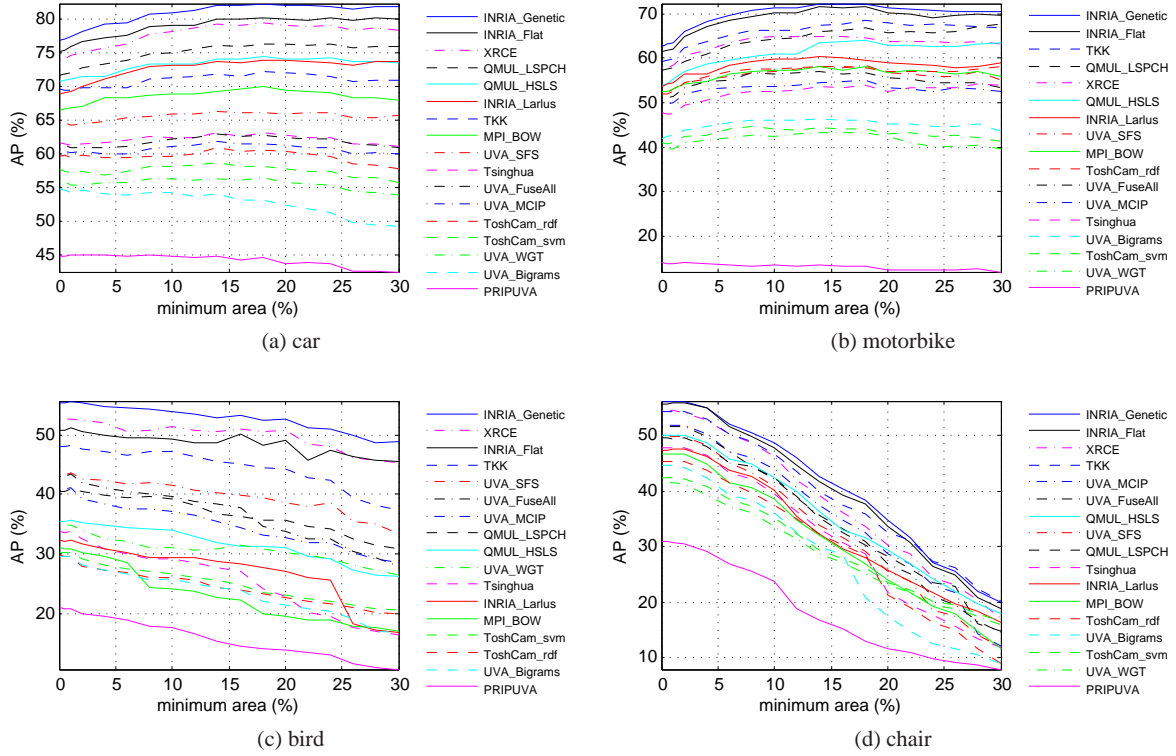 80
75
70
65
60
55
50
45
AP (%)
0 5 10 15 20 25 30
minimum area (%)
INRIA_Genetic
INRIA_Flat
XRCE
QMUL_LSPCH
QMUL_HSLS
INRIA_Larlus
TKK
MPI_BOW
UVA_SFS
Tsinghua
UVA_FuseAll
UVA_MCIP
ToshCam_rdf
ToshCam_svm
UVA_WGT
UVA_Bigrams
PRIPUVA
(a) car
70
60
50
40
30
20
AP (%)
0 5 10 15 20 25 30
minimum area (%)
INRIA_Genetic
INRIA_Flat
TKK
QMUL_LSPCH
XRCE
QMUL_HSLS
INRIA_Larlus
UVA_SFS
MPI_BOW
ToshCam_rdf
UVA_FuseAll
UVA_MCIP
Tsinghua
UVA_Bigrams
ToshCam_svm
UVA_WGT
PRIPUVA
(b) motorbike
50
40
30
20
AP (%)
0 5 10 15 20 25 30
minimum area (%)
INRIA_Genetic
XRCE
INRIA_Flat
TKK
UVA_SFS
UVA_FuseAll
UVA_MCIP
QMUL_LSPCH
QMUL_HSLS
UVA_WGT
Tsinghua
INRIA_Larlus
MPI_BOW
ToshCam_svm
ToshCam_rdf
UVA_Bigrams
PRIPUVA
(c) bird
50
40
30
20
10
AP (%)
0 5 10 15 20 25 30
minimum area (%)
INRIA_Genetic
INRIA_Flat
XRCE
TKK
UVA_MCIP
UVA_FuseAll
QMUL_HSLS
UVA_SFS
QMUL_LSPCH
Tsinghua
INRIA_Larlus
MPI_BOW
ToshCam_rdf
UVA_Bigrams
ToshCam_svm
UVA_WGT
PRIPUVA
(d) chair